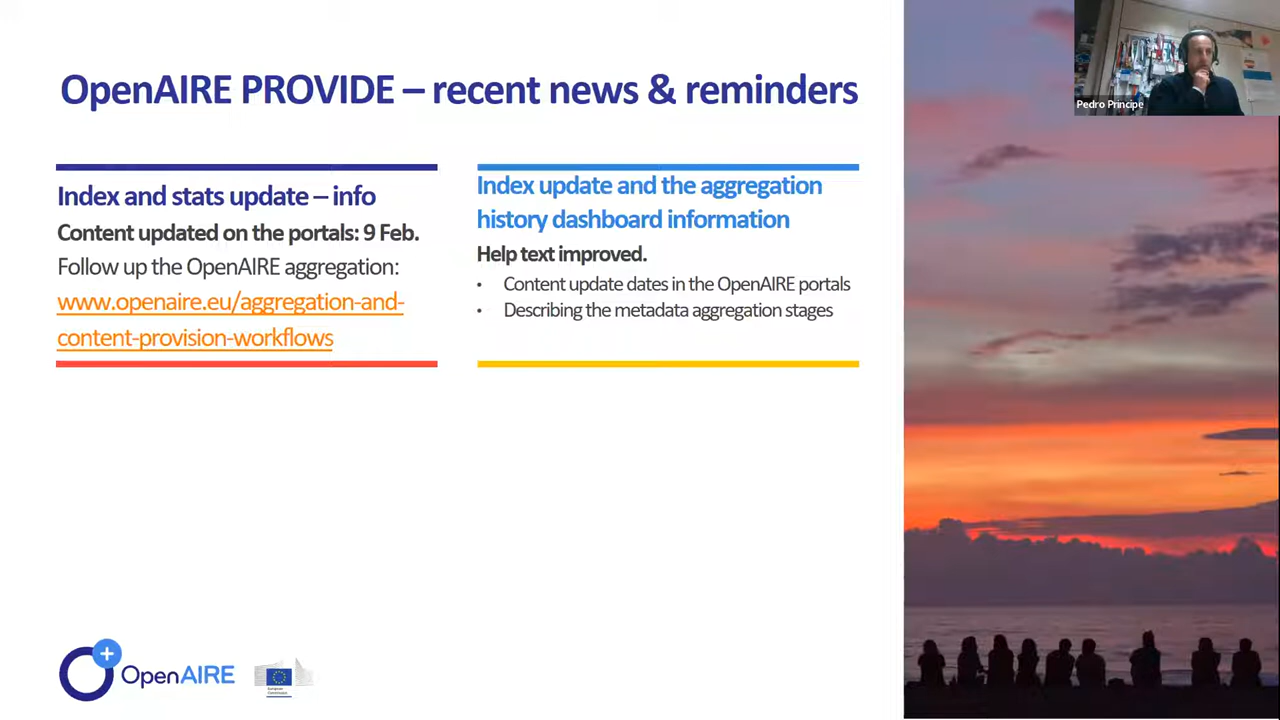 OpenAIRE PROVIDE – recent news & reminders
Index and stats update – info
Content updated on the portals: 9 Feb.
Follow up the OpenAIRE aggregation:
www.openaire.eu/aggregation-and-
content-provision-workflows
Index update and the aggregation
history dashboard information
Help text improved.
• Content update dates in the OpenAIRE portals
• Describing the metadata aggregation stages
Pedro Principe
OpenAIRE
European
Commission